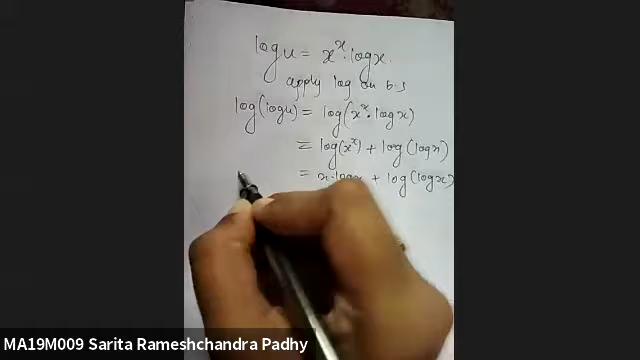 log u = x^x · log x.
apply log on b.s
log(log u) = log(x^x · log x)
= log(x^x) + log(log x)
= x · log x + log(log x)
MA19M009 Sarita Rameshchandra Padhy